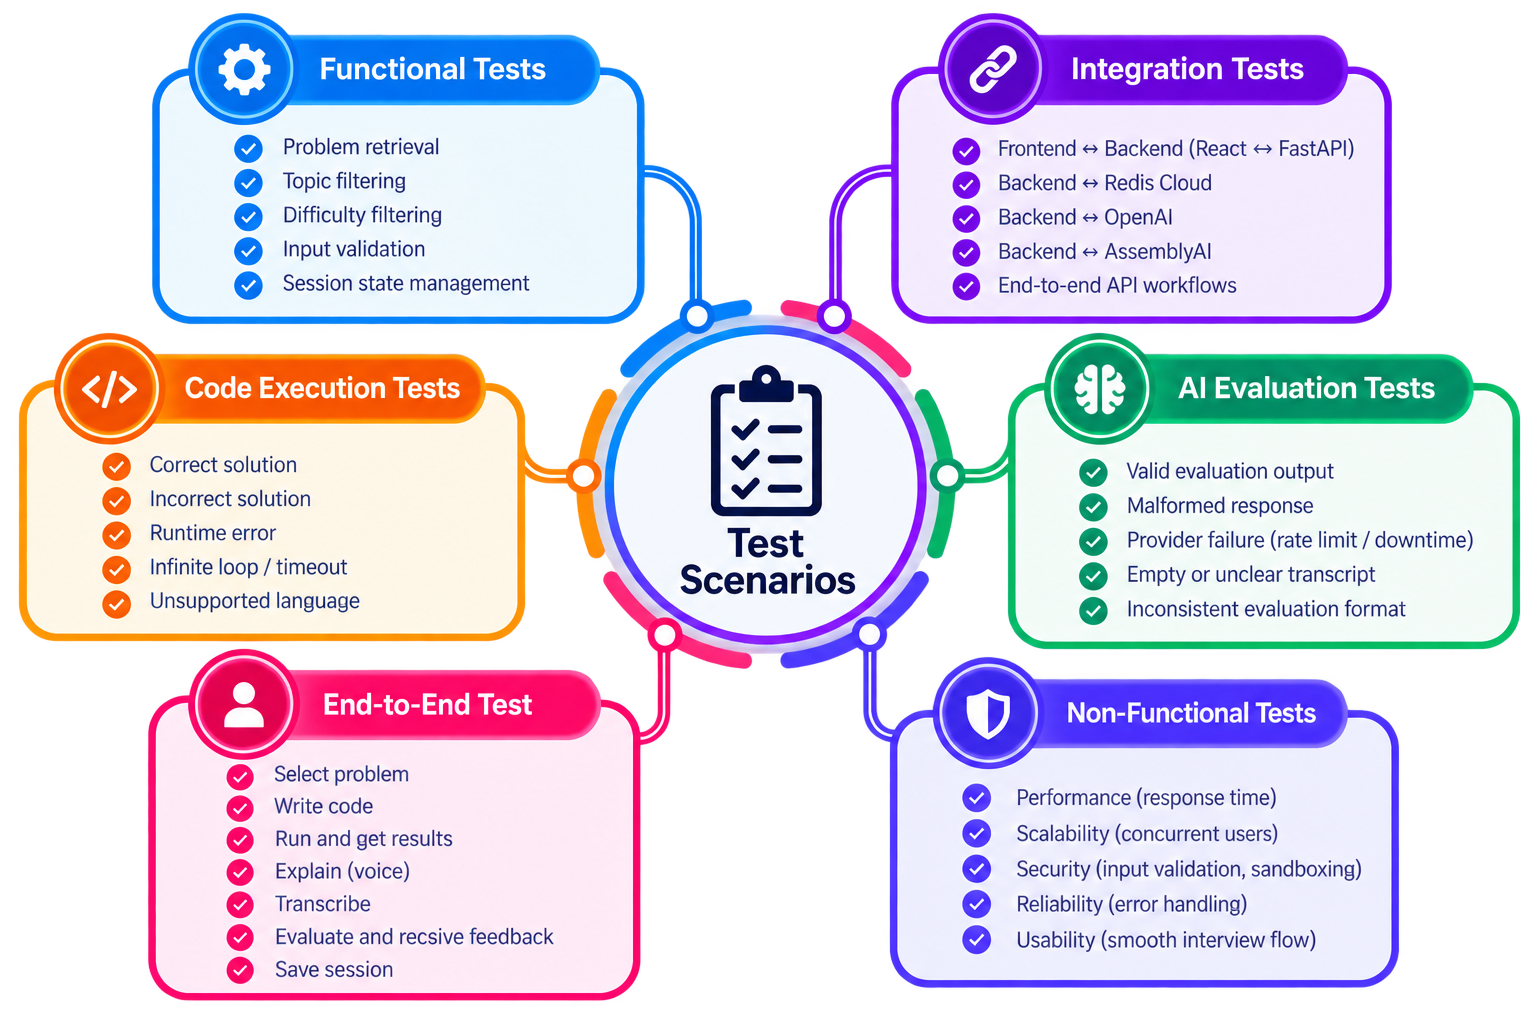 Functional Tests
Problem retrieval
Topic filtering
Difficulty filtering
Input validation
Session state management
Integration Tests
Frontend ↔ Backend (React ↔ FastAPI)
Backend ↔ Redis Cloud
Backend ↔ OpenAI
Backend ↔ AssemblyAI
End-to-end API workflows
Code Execution Tests
Correct solution
Incorrect solution
Runtime error
Infinite loop / timeout
Unsupported language
Test
Scenarios
AI Evaluation Tests
Valid evaluation output
Malformed response
Provider failure (rate limit / downtime)
Empty or unclear transcript
Inconsistent evaluation format
End-to-End Test
Select problem
Write code
Run and get results
Explain (voice)
Transcribe
Evaluate and recsive feedback
Save session
Non-Functional Tests
Performance (response time)
Scalability (concurrent users)
Security (input validation, sandboxing)
Reliability (error handling)
Usability (smooth interview flow)